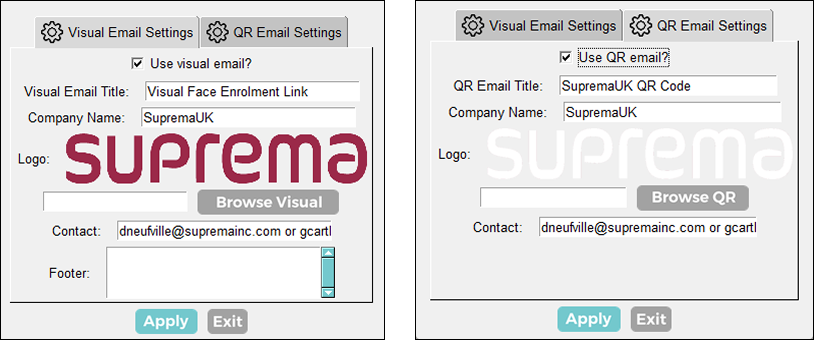 Visual Email Settings QR Email Settings
Use visual email?
Visual Email Title: Visual Face Enrolment Link
Company Name: SupremaUK
Logo: suprema
Browse Visual
Contact: dneufville@supremainc.com or gcartl
Footer:
Apply Exit
Visual Email Settings QR Email Settings
Use QR email?
QR Email Title: SupremaUK QR Code
Company Name: SupremaUK
Logo: suprema
Browse QR
Contact: dneufville@supremainc.com or gcartl
Apply Exit